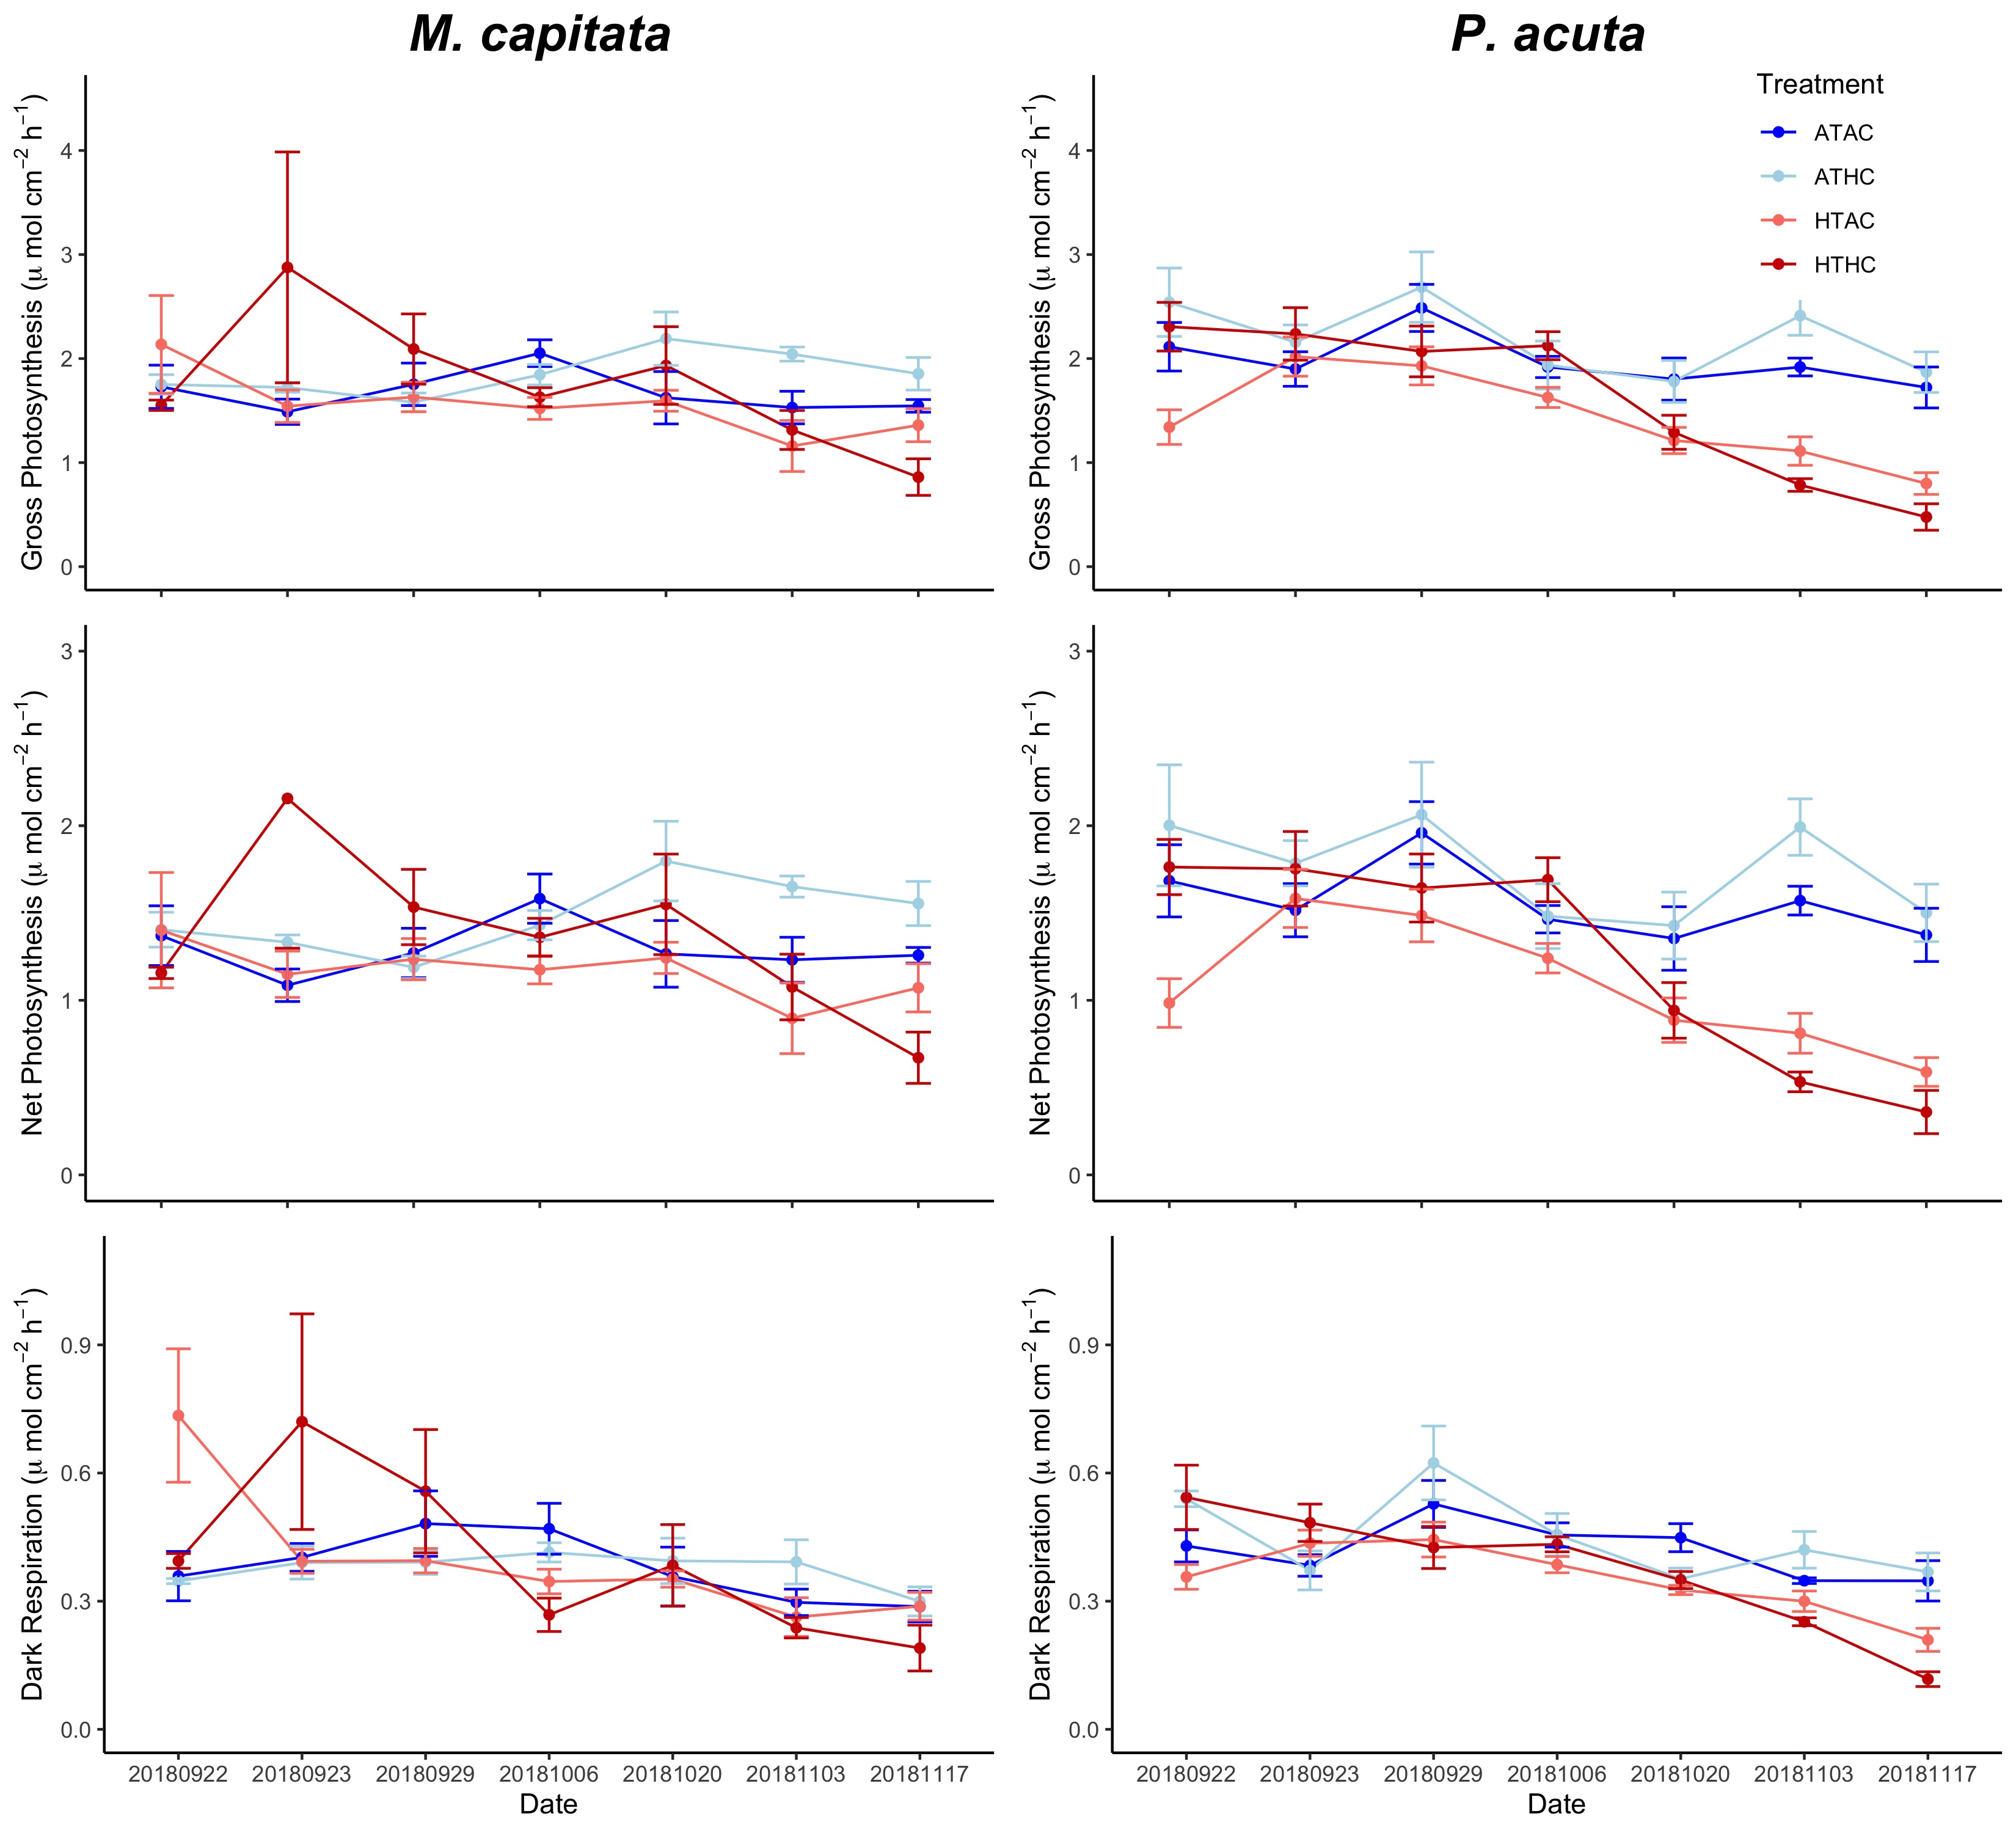 M. capitata
P. acuta
Gross Photosynthesis (μ mol cm⁻² h⁻¹)
4
3
2
1
0
Gross Photosynthesis (μ mol cm⁻² h⁻¹)
4
3
2
1
0
Treatment
ATAC
ATHC
HTAC
HTHC
Net Photosynthesis (μ mol cm⁻² h⁻¹)
3
2
1
0
Net Photosynthesis (μ mol cm⁻² h⁻¹)
3
2
1
0
Dark Respiration (μ mol cm⁻² h⁻¹)
0.9
0.6
0.3
0.0
20180922 20180923 20180929 20181006 20181020 20181103 20181117
Date
Dark Respiration (μ mol cm⁻² h⁻¹)
0.9
0.6
0.3
0.0
20180922 20180923 20180929 20181006 20181020 20181103 20181117
Date